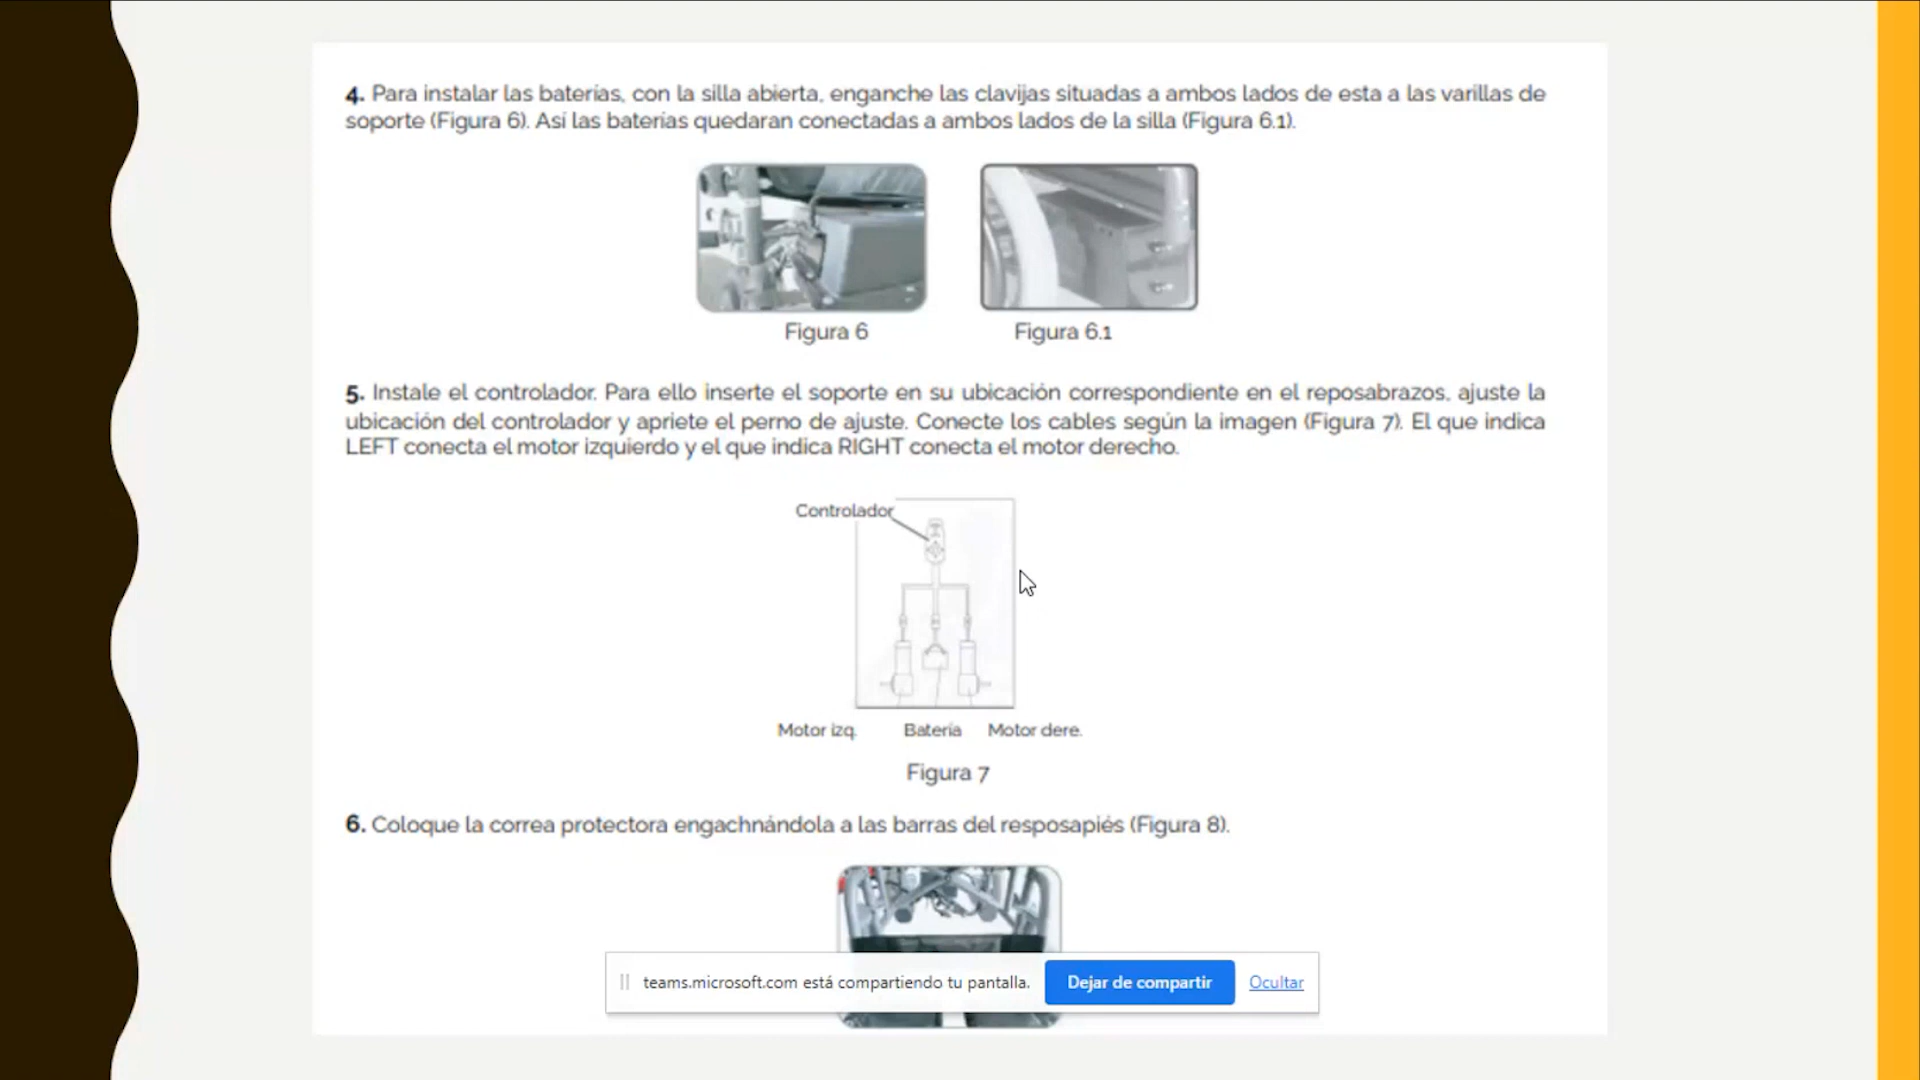 4. Para instalar las baterías, con la silla abierta, enganche las clavijas situadas a ambos lados de esta a las varillas de
soporte (Figura 6). Así las baterías quedaran conectadas a ambos lados de la silla (Figura 6.1).
Figura 6
Figura 6.1
5. Instale el controlador. Para ello inserte el soporte en su ubicación correspondiente en el reposabrazos, ajuste la
ubicación del controlador y apriete el perno de ajuste. Conecte los cables según la imagen (Figura 7). El que indica
LEFT conecta el motor izquierdo y el que indica RIGHT conecta el motor derecho.
Controlador
Motor izq.
Batería
Motor dere.
Figura 7
6. Coloque la correa protectora engachnándola a las barras del resposapiés (Figura 8).
teams.microsoft.com está compartiendo tu pantalla.
Dejar de compartir
Ocultar